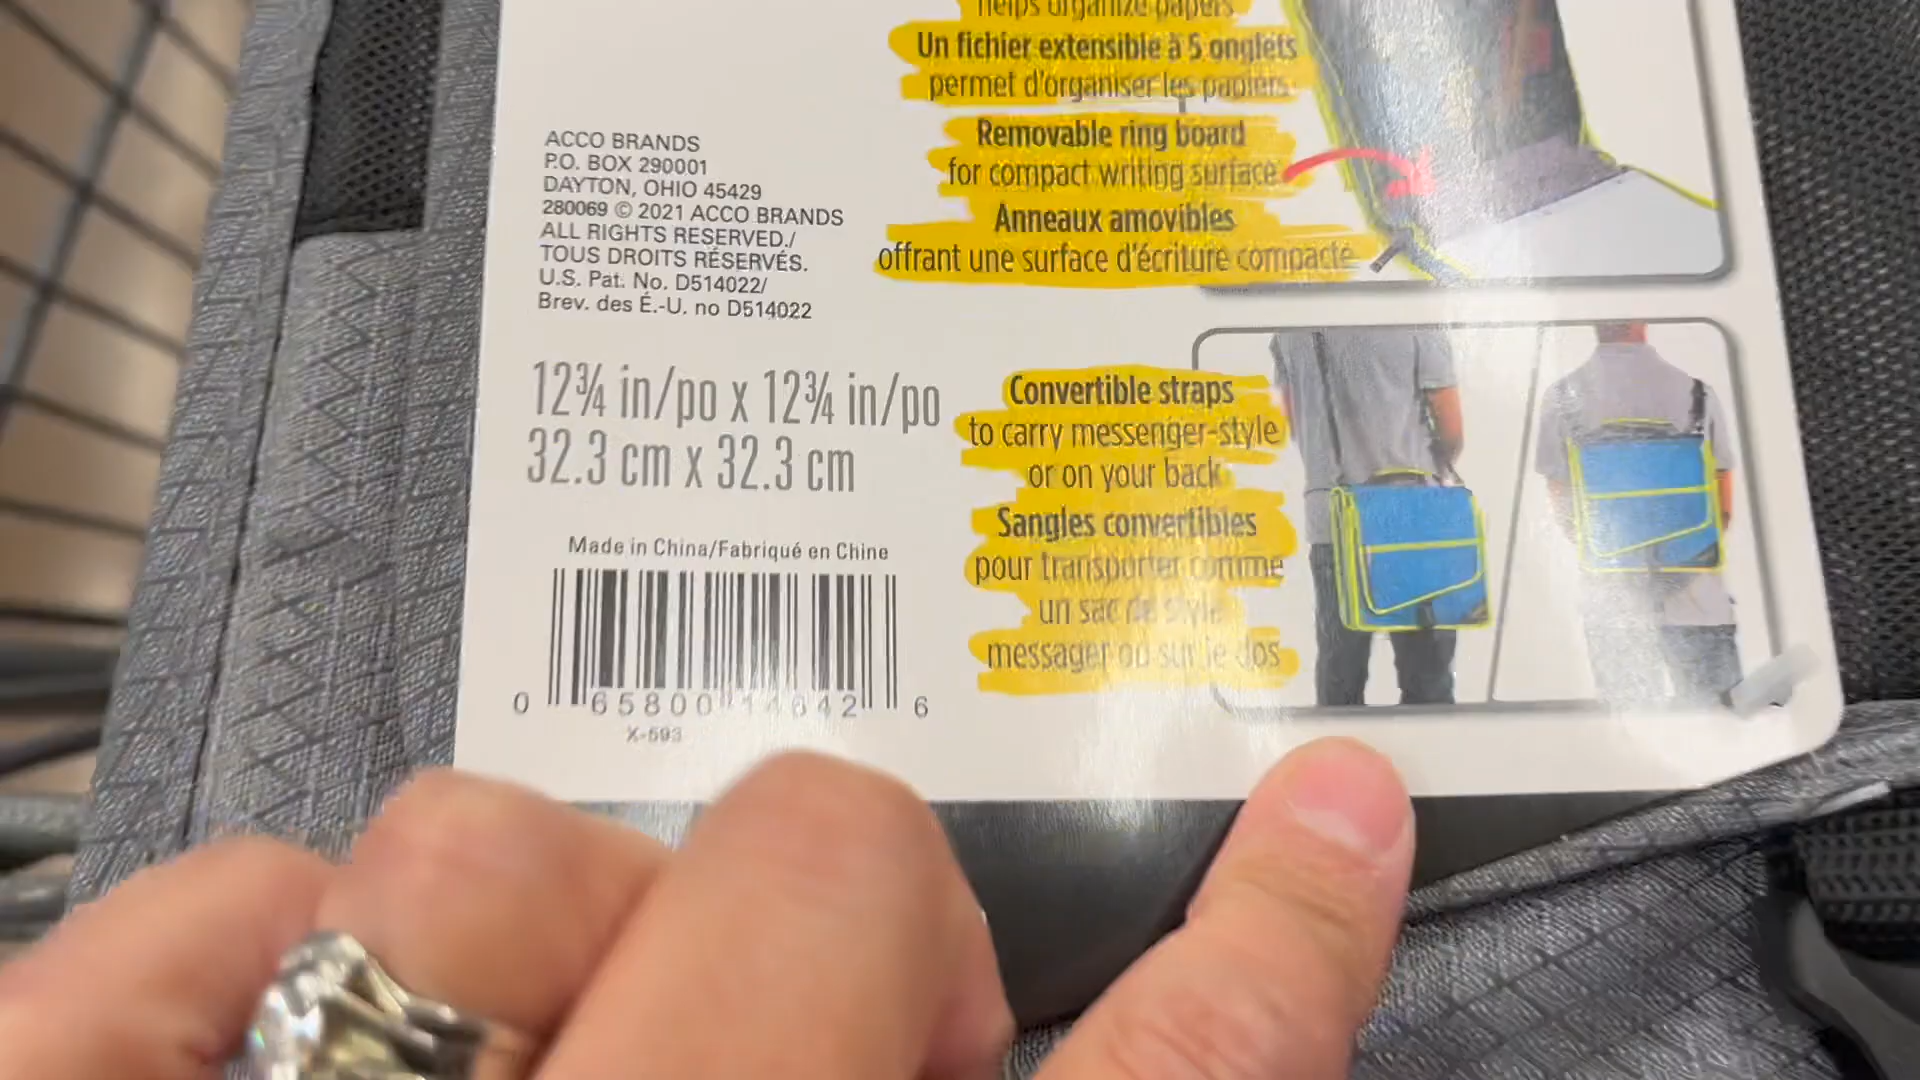 helps organize papers
Un fichier extensible à 5 onglets
permet d'organiser les papiers.
Removable ring board
for compact writing surface
Anneaux amovibles
offrant une surface d'écriture compacte
ACCO BRANDS
P.O. BOX 290001
DAYTON, OHIO 45429
280069 © 2021 ACCO BRANDS
ALL RIGHTS RESERVED./
TOUS DROITS RÉSERVÉS.
U.S. Pat. No. D514022/
Brev. des É.-U. no D514022
12¾ in/po x 12¾ in/po
32.3 cm x 32.3 cm
Convertible straps
to carry messenger-style
or on your back
Sangles convertibles
pour transporter comme
un sac de style
messager ou sur le dos
Made in China/Fabriqué en Chine
0 65800 14642 6
X-593